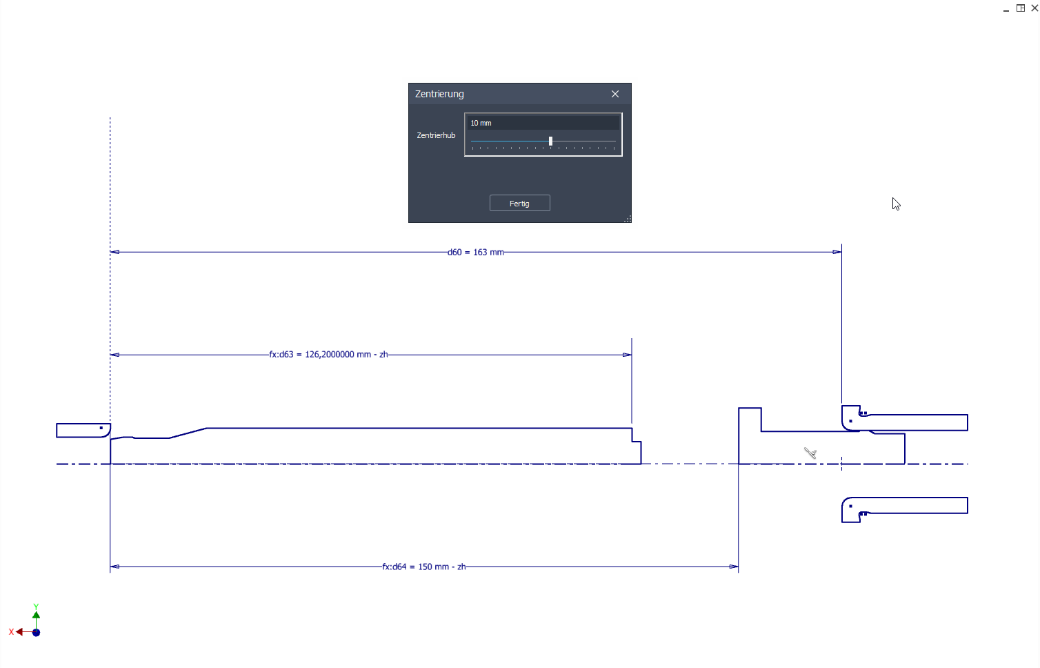 Zentrierung
10 mm
Zentrierhub
Fertig
d60 = 163 mm
fx:d63 = 126,2000000 mm - zh
fx:d64 = 150 mm - zh
Y
X